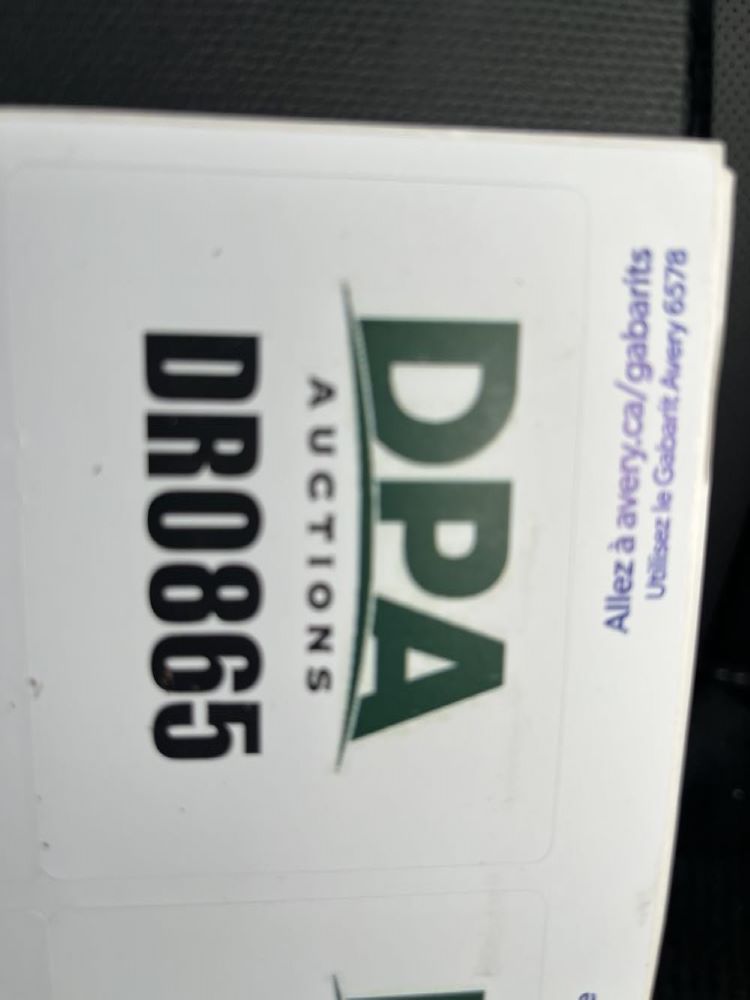 Allez à avery.ca/gabarits
Utilisez le Gabarit Avery 6578
DPA
AUCTIONS
DR0865